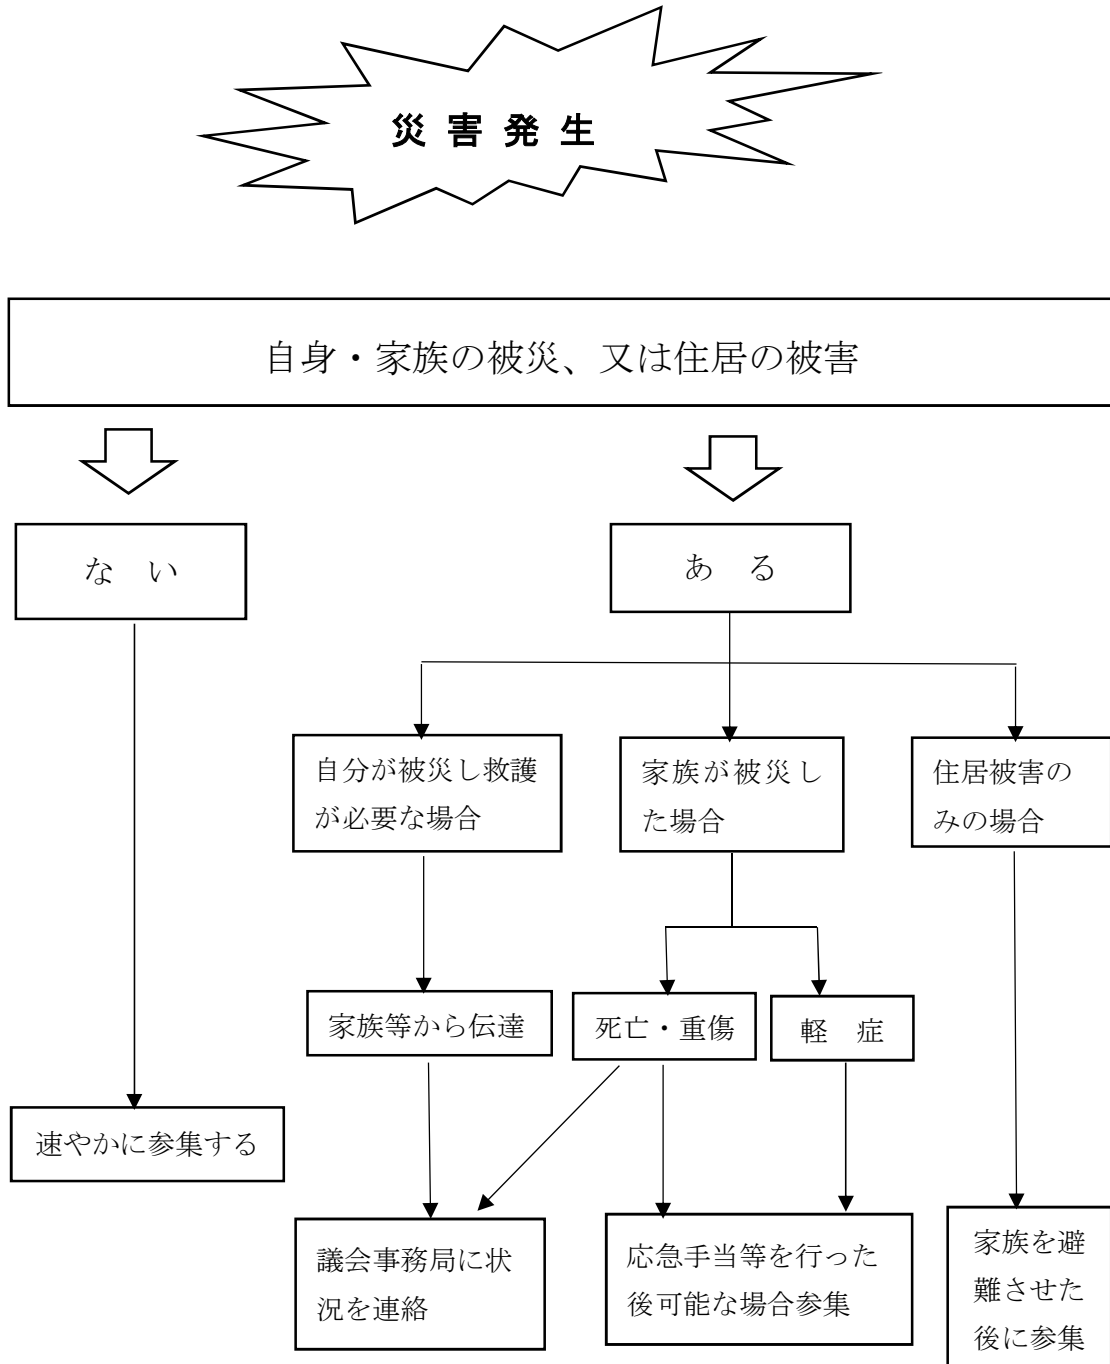 災害発生
自身・家族の被災、又は住居の被害
ない
ある
自分が被災し救護
が必要な場合
家族が被災し
た場合
住居被害の
みの場合
家族等から伝達
死亡・重傷
軽症
速やかに参集する
議会事務局に状
況を連絡
応急手当等を行った
後可能な場合参集
家族を避
難させた
後に参集